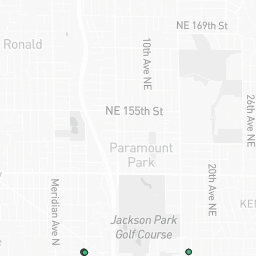 NE 169th St
Ronald
10th Ave NE
26th Ave NE
NE 155th St
Paramount
Park
Meridian Ave N
20th Ave NE
Jackson Park
Golf Course